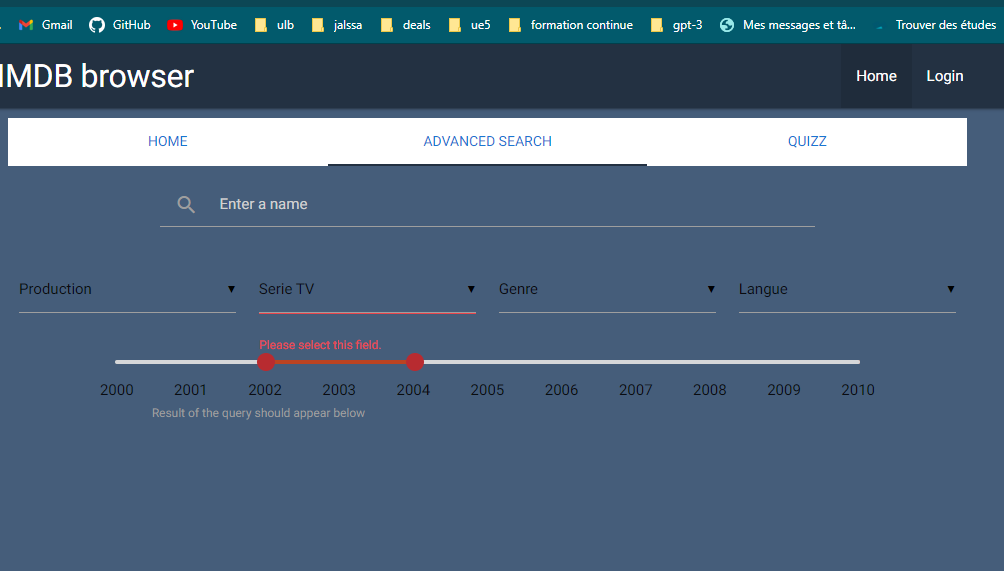 Gmail GitHub YouTube ulb jalssa deals ue5 formation continue gpt-3 Mes messages et tâ... Trouver des études
IMDB browser Home Login
HOME ADVANCED SEARCH QUIZZ
Enter a name
Production ▼ Serie TV ▼ Genre ▼ Langue ▼
Please select this field.
2000 2001 2002 2003 2004 2005 2006 2007 2008 2009 2010
Result of the query should appear below